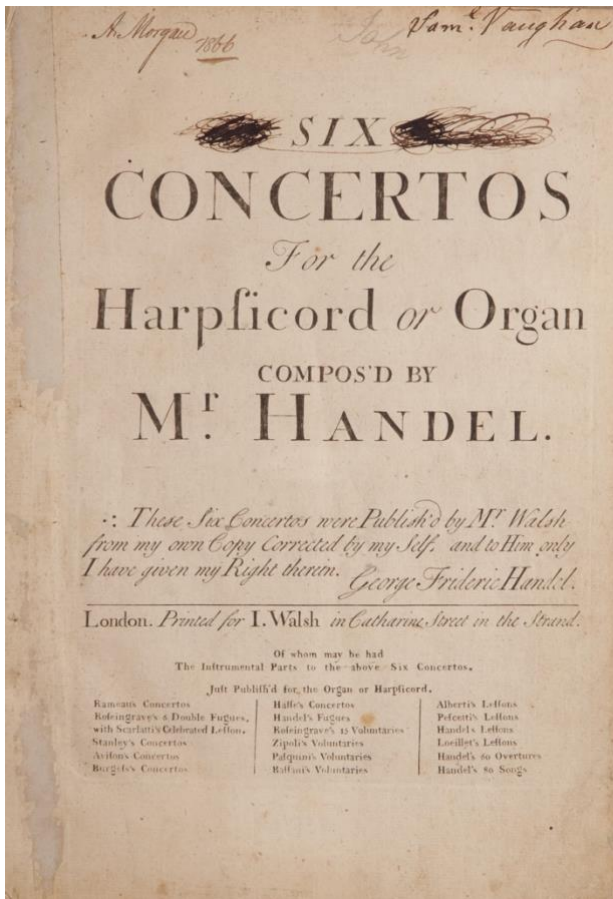 A. Morgan
1866
John
Sam.l Vaughan
SIX
CONCERTOS
For the
Harpſicord or Organ
COMPOS'D BY
Mr. HANDEL.
These Six Concertos were Publish'd by Mr Walsh
from my own Copy Corrected by my Self, and to Him only
I have given my Right therein. George Frideric Handel.
London. Printed for I. Walsh in Catharine Street in the Strand.
Of whom may be had
The Inſtrumental Parts to the above Six Concertos.
Juſt Publiſh'd for the Organ or Harpſicord.
Rameau's Concertos
Roſeingrave's 6 Double Fugues,
with Scarlatti's Celebrated Leſſon.
Stanley's Concertos
Aviſon's Concertos
Burgeſs's Concertos
Haſſe's Concertos
Handel's Fugues
Roſeingrave's 15 Voluntaries
Zipoli's Voluntaries
Paſquini's Voluntaries
Baſſani's Voluntaries
Alberti's Leſſons
Peſcetti's Leſſons
Handel's Leſſons
Loeillet's Leſſons
Handel's 60 Overtures
Handel's 80 Songs